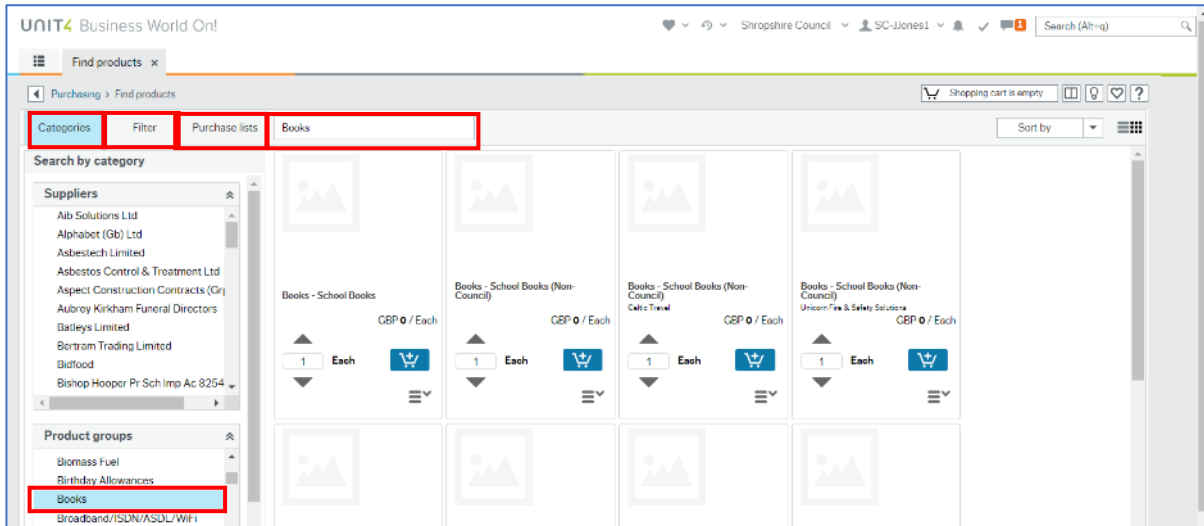 UNIT4 Business World On!
Shropshire Council
SC-JJones1
1
Search (Alt+q)
Find products ×
Purchasing > Find products
Shopping cart is empty
?
Categories
Filter
Purchase lists
Books
Sort by
Search by category
Suppliers
Aib Solutions Ltd
Alphabet (Gb) Ltd
Asbestech Limited
Asbestos Control & Treatment Ltd
Aspect Construction Contracts (Grp
Aubrey Kirkham Funeral Directors
Batleys Limited
Bertram Trading Limited
Bidfood
Bishop Hooper Pr Sch Imp Ac 8254
Product groups
Biomass Fuel
Birthday Allowances
Books
Broadband/ISDN/ASDL/WiFi
Books - School Books
GBP 0 / Each
1 Each
Books - School Books (Non-
Council)
GBP 0 / Each
1 Each
Books - School Books (Non-
Council)
Celtic Travel
GBP 0 / Each
1 Each
Books - School Books (Non-
Council)
Unicorn Fire & Safety Solutions
GBP 0 / Each
1 Each